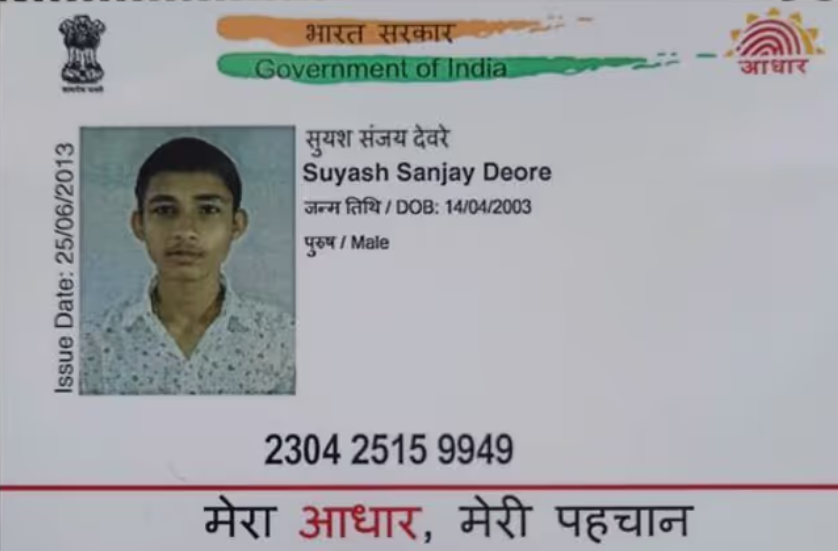 भारत सरकार
Government of India
आधार
सुयश संजय देवरे
Suyash Sanjay Deore
जन्म तिथि / DOB: 14/04/2003
पुरुष / Male
Issue Date: 25/06/2013
2304 2515 9949
मेरा आधार, मेरी पहचान